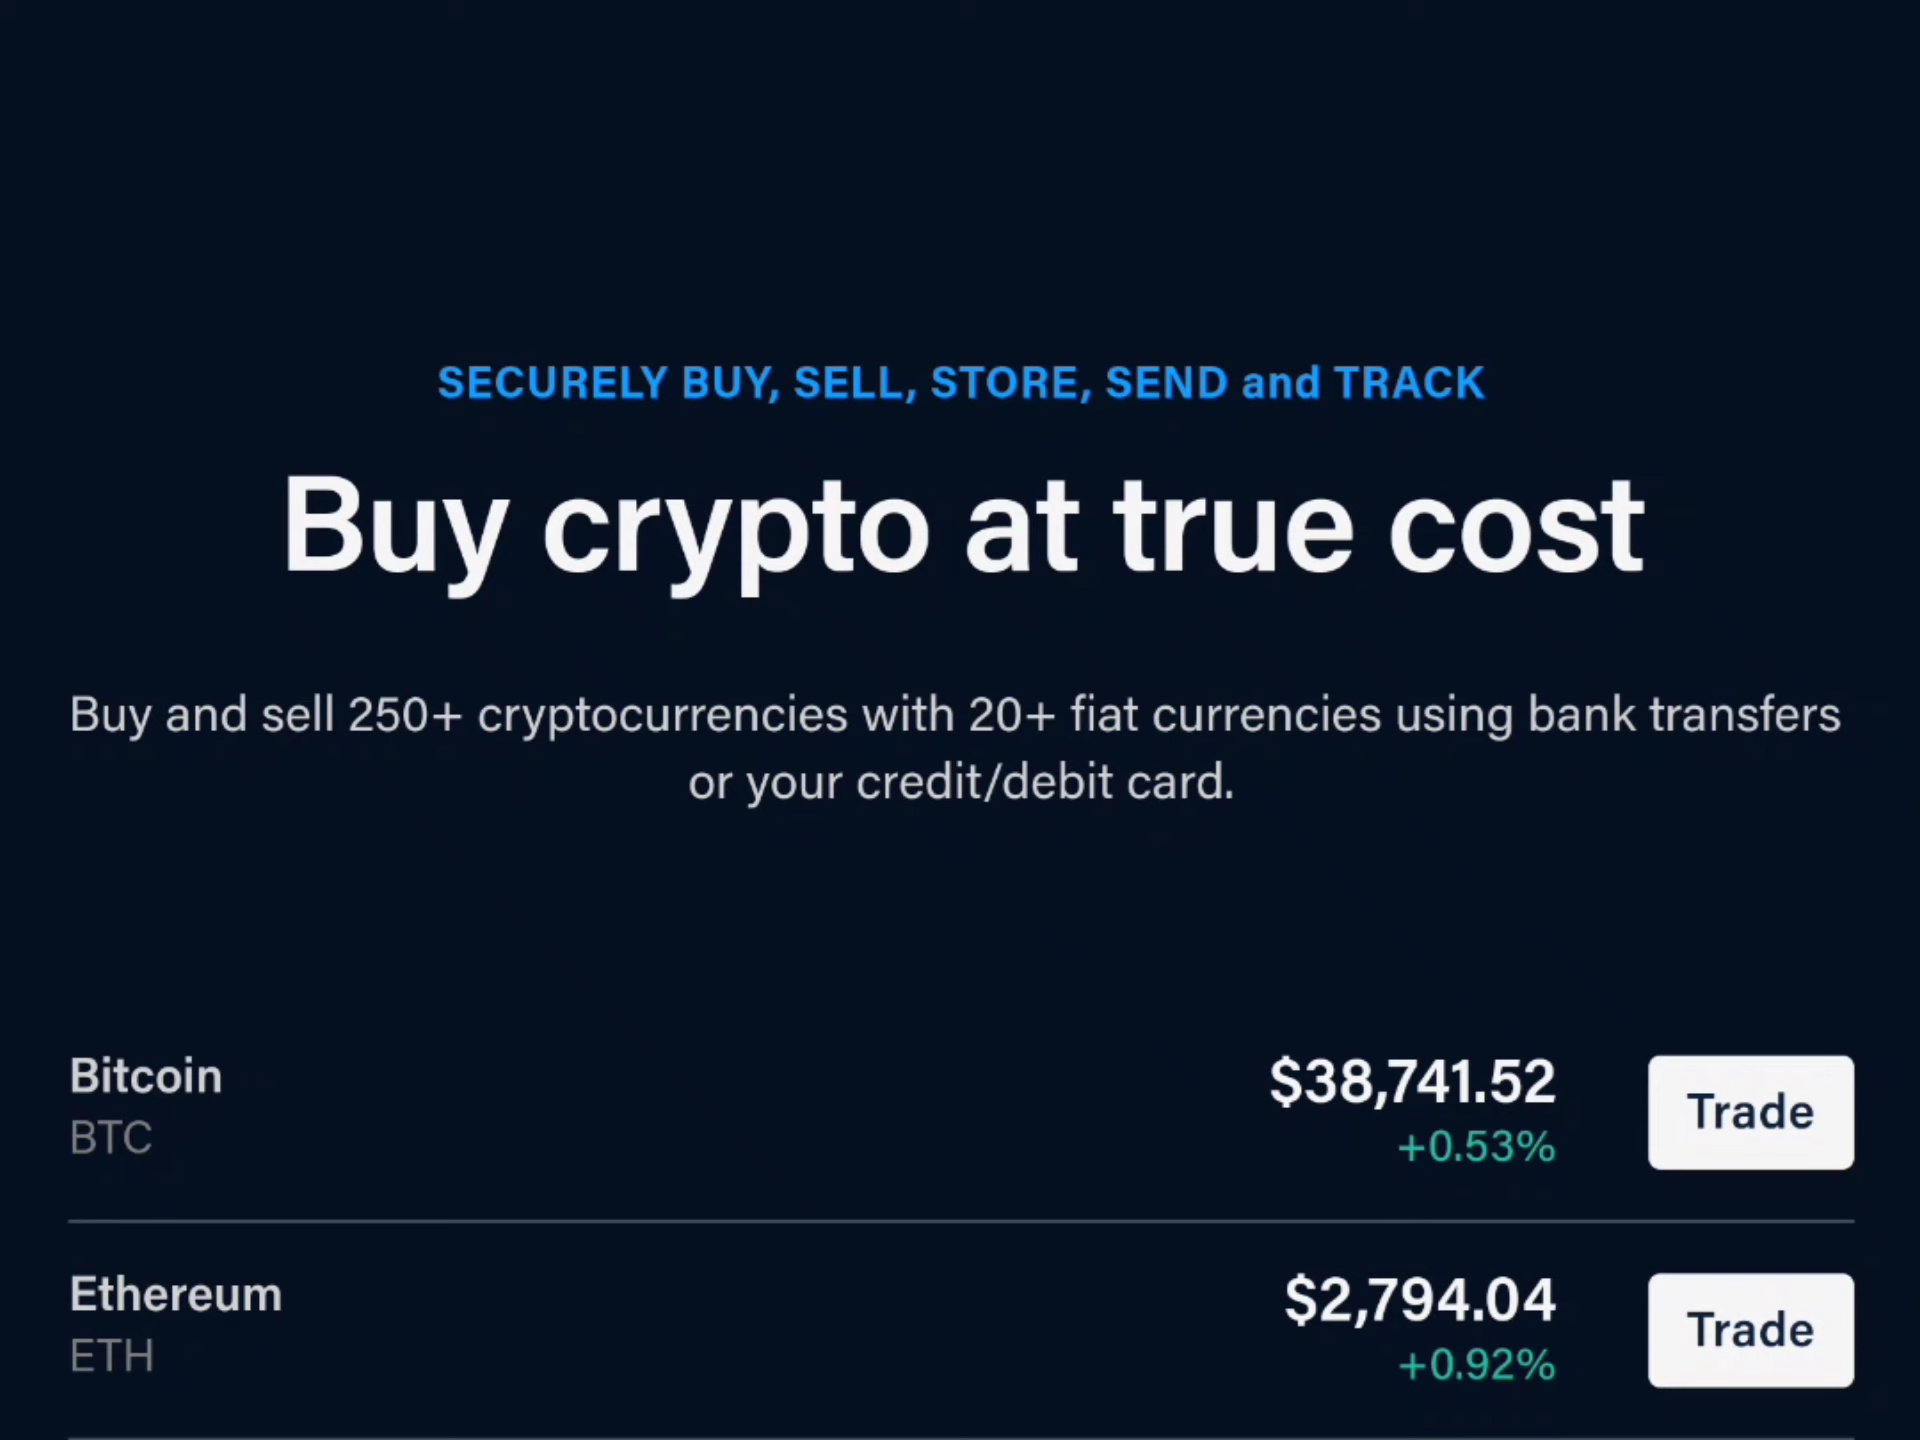 SECURELY BUY, SELL, STORE, SEND and TRACK
Buy crypto at true cost
Buy and sell 250+ cryptocurrencies with 20+ fiat currencies using bank transfers
or your credit/debit card.
Bitcoin
$38,741.52
Trade
BTC
+0.53%
Ethereum
$2,794.04
Trade
ETH
+0.92%